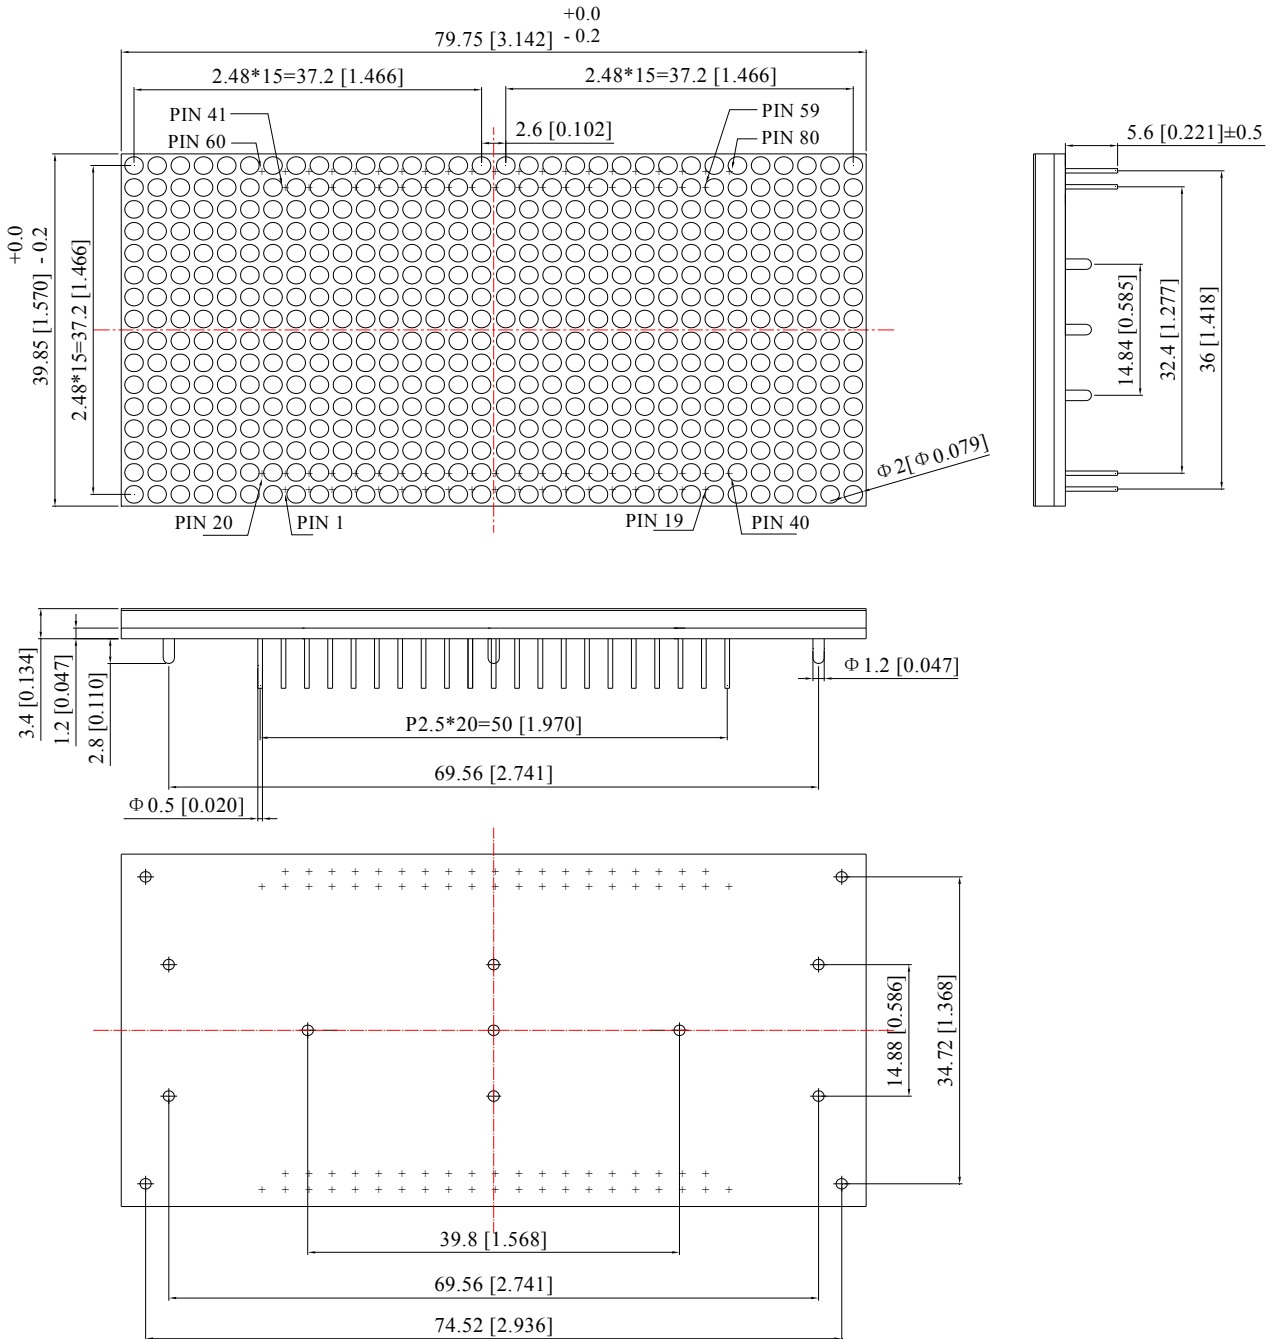 +0.0
79.75 [3.142] - 0.2
2.48*15=37.2 [1.466]
2.48*15=37.2 [1.466]
PIN 41
PIN 59
2.6 [0.102]
PIN 60
PIN 80
5.6 [0.221]±0.5
+0.0
39.85 [1.570] - 0.2
2.48*15=37.2 [1.466]
14.84 [0.585]
32.4 [1.277]
36 [1.418]
Φ2[Φ0.079]
PIN 20
PIN 1
PIN 19
PIN 40
3.4 [0.134]
1.2 [0.047]
2.8 [0.110]
Φ1.2 [0.047]
P2.5*20=50 [1.970]
69.56 [2.741]
Φ0.5 [0.020]
14.88 [0.586]
34.72 [1.368]
39.8 [1.568]
69.56 [2.741]
74.52 [2.936]